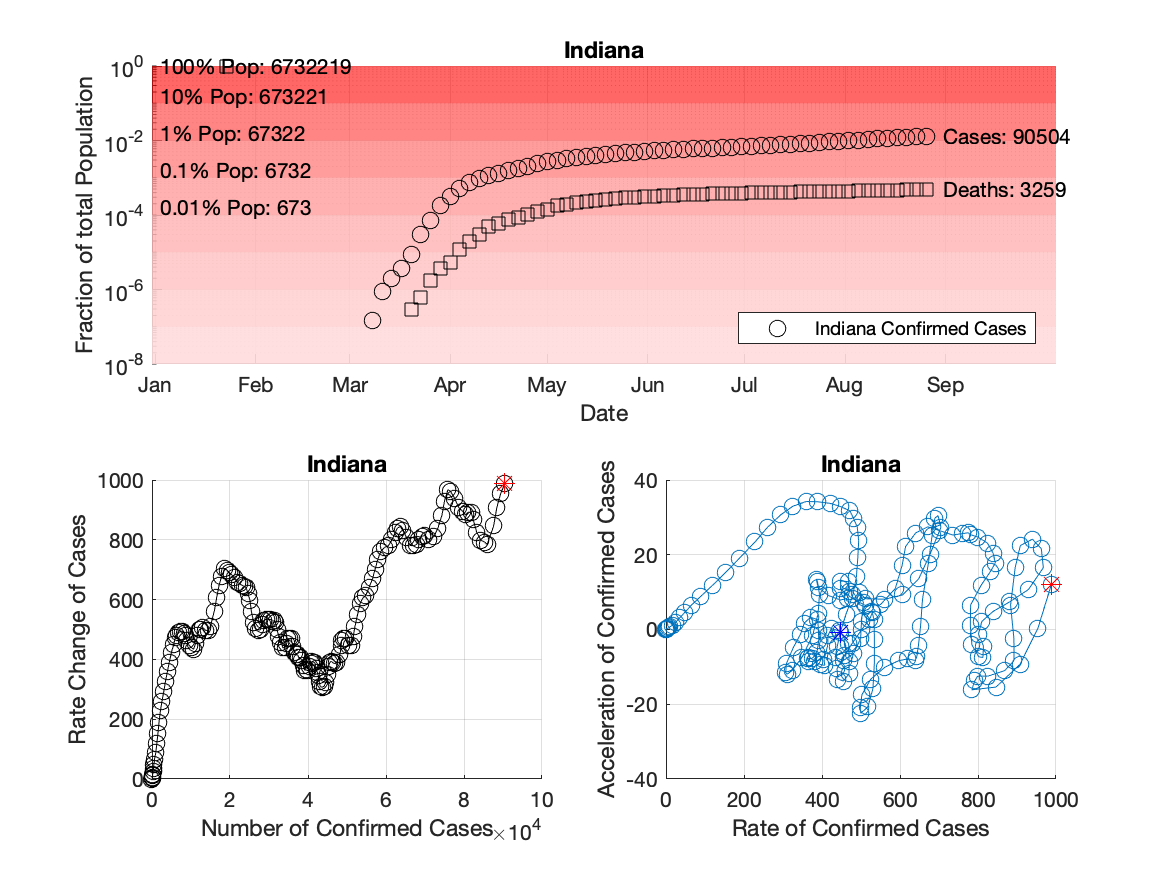 Indiana
10^0
10^-2
10^-4
10^-6
10^-8
Fraction of total Population
100% Pop: 6732219
10% Pop: 673221
1% Pop: 67322
0.1% Pop: 6732
0.01% Pop: 673
Cases: 90504
Deaths: 3259
Indiana Confirmed Cases
Jan Feb Mar Apr May Jun Jul Aug Sep
Date
Indiana
1000
800
600
400
200
0
Rate Change of Cases
0 2 4 6 8 10
Number of Confirmed Cases
×10^4
Indiana
40
20
0
-20
-40
Acceleration of Confirmed Cases
0 200 400 600 800 1000
Rate of Confirmed Cases